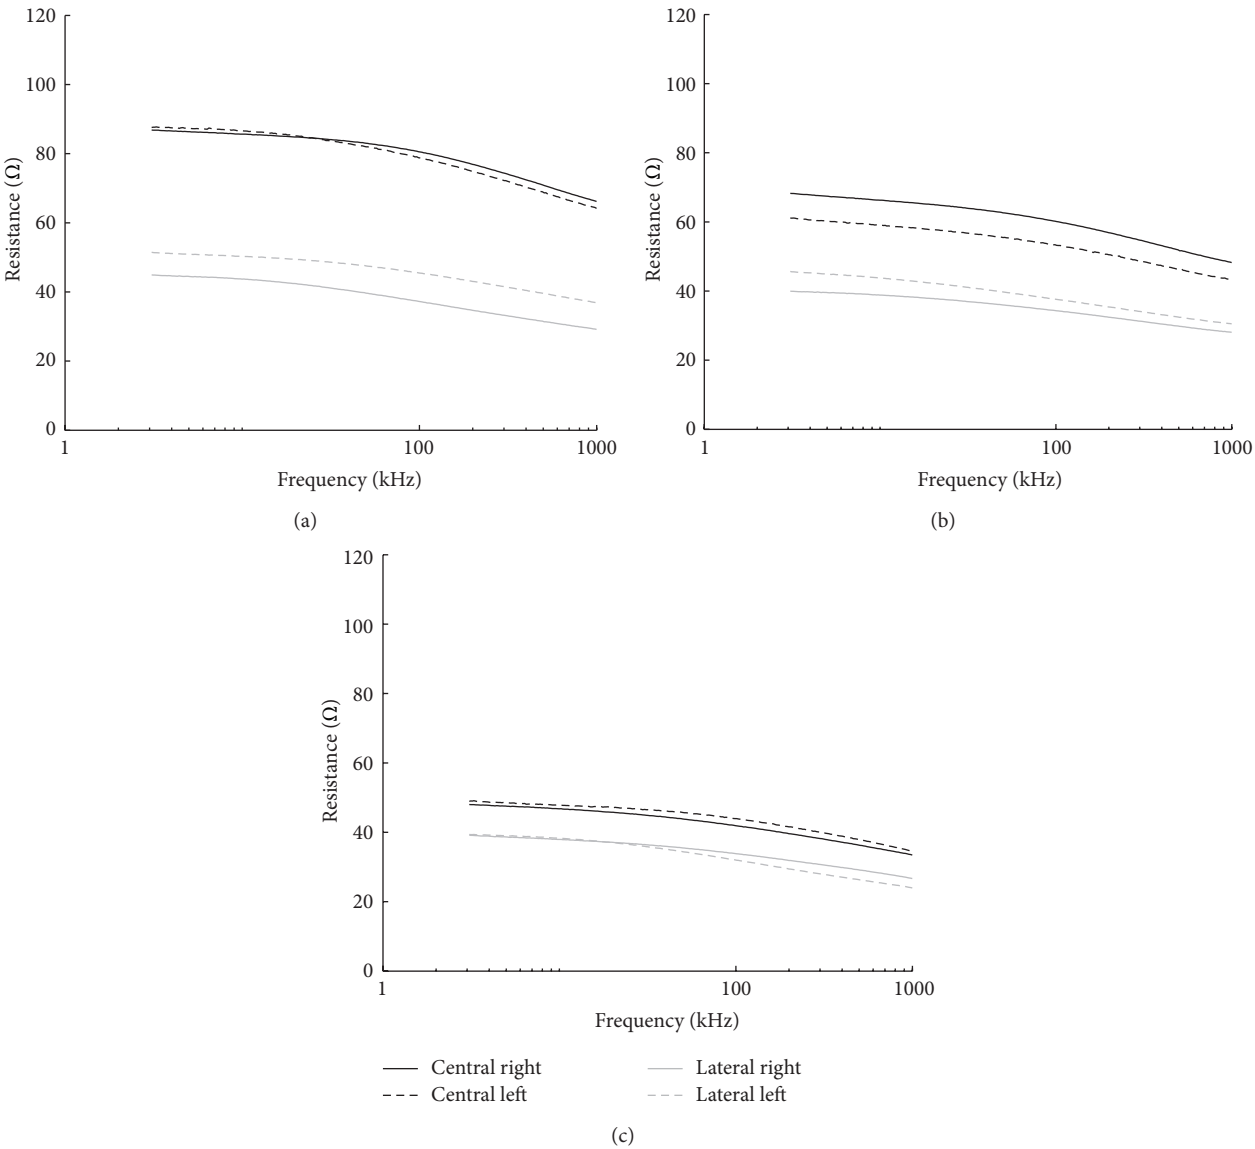 120
100
80
60
40
20
0
Resistance (Ω)
1
100
1000
Frequency (kHz)
(a)
120
100
80
60
40
20
0
Resistance (Ω)
1
100
1000
Frequency (kHz)
(b)
120
100
80
60
40
20
0
Resistance (Ω)
1
100
1000
Frequency (kHz)
Central right
Central left
Lateral right
Lateral left
(c)